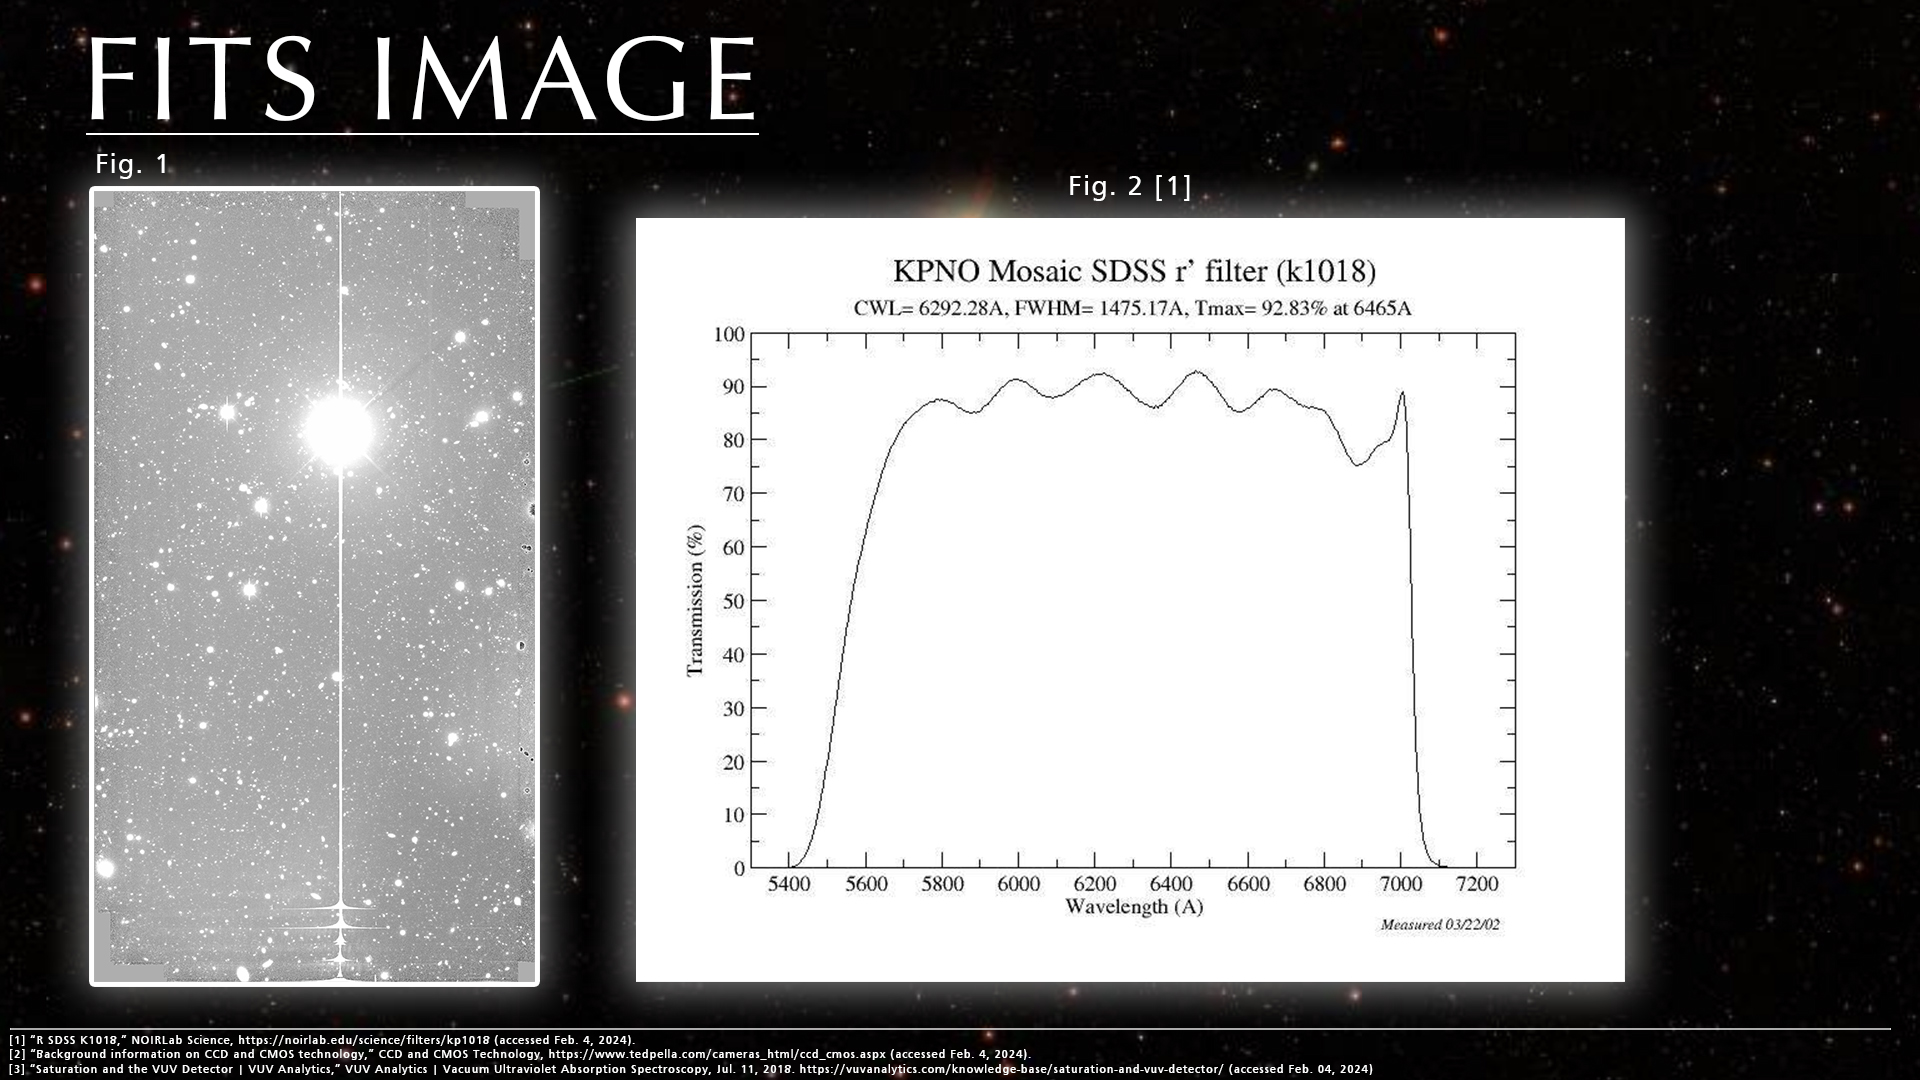 FITS IMAGE
Fig. 1
Fig. 2 [1]
KPNO Mosaic SDSS r’ filter (k1018)
CWL= 6292.28A, FWHM= 1475.17A, Tmax= 92.83% at 6465A
100
90
80
70
60
50
40
30
20
10
0
Transmission (%)
5400 5600 5800 6000 6200 6400 6600 6800 7000 7200
Wavelength (A)
Measured 03/22/02
[1] “R SDSS K1018,” NOIRLab Science, https://noirlab.edu/science/filters/kp1018 (accessed Feb. 4, 2024).
[2] “Background information on CCD and CMOS technology,” CCD and CMOS Technology, https://www.tedpella.com/cameras_html/ccd_cmos.aspx (accessed Feb. 4, 2024).
[3] “Saturation and the VUV Detector | VUV Analytics,” VUV Analytics | Vacuum Ultraviolet Absorption Spectroscopy, Jul. 11, 2018. https://vuvanalytics.com/knowledge-base/saturation-and-vuv-detector/ (accessed Feb. 04, 2024)